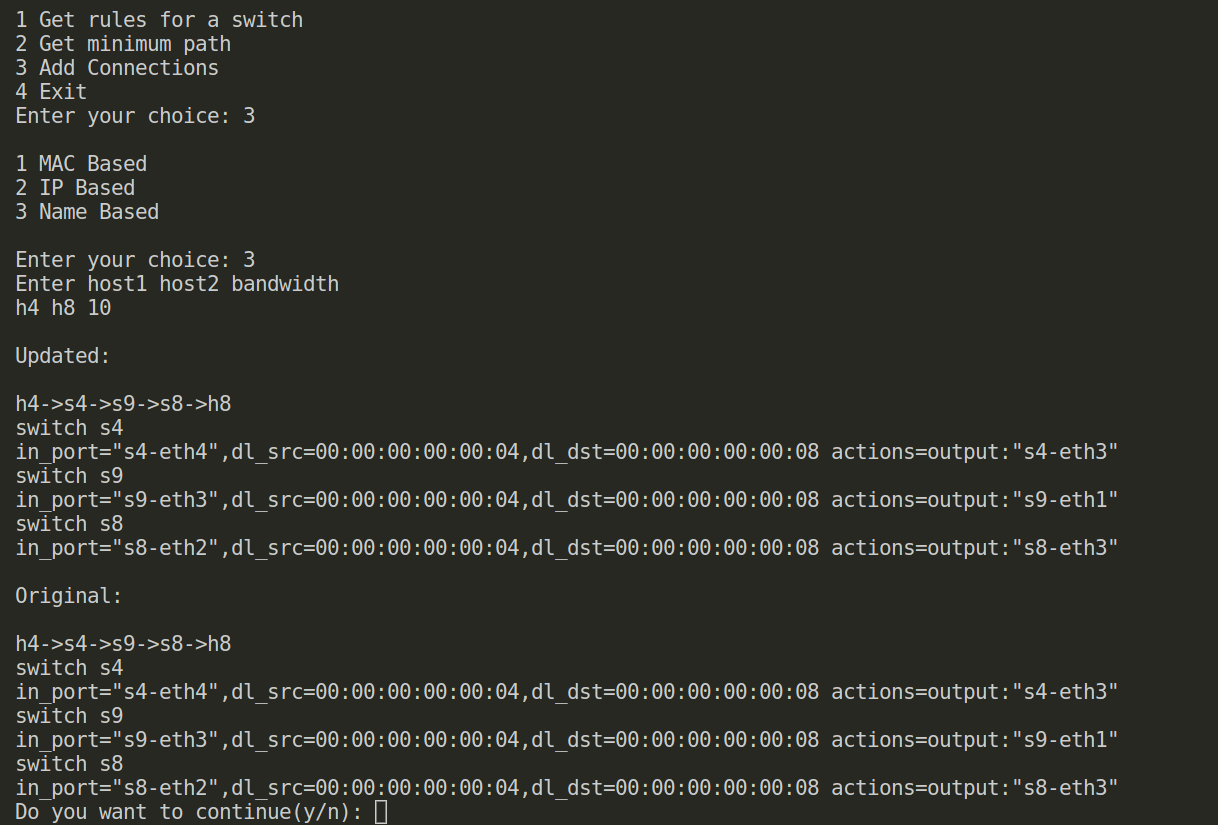 1 Get rules for a switch
2 Get minimum path
3 Add Connections
4 Exit
Enter your choice: 3
1 MAC Based
2 IP Based
3 Name Based
Enter your choice: 3
Enter host1 host2 bandwidth
h4 h8 10
Updated:
h4->s4->s9->s8->h8
switch s4
in_port="s4-eth4",dl_src=00:00:00:00:00:04,dl_dst=00:00:00:00:00:08 actions=output:"s4-eth3"
switch s9
in_port="s9-eth3",dl_src=00:00:00:00:00:04,dl_dst=00:00:00:00:00:08 actions=output:"s9-eth1"
switch s8
in_port="s8-eth2",dl_src=00:00:00:00:00:04,dl_dst=00:00:00:00:00:08 actions=output:"s8-eth3"
Original:
h4->s4->s9->s8->h8
switch s4
in_port="s4-eth4",dl_src=00:00:00:00:00:04,dl_dst=00:00:00:00:00:08 actions=output:"s4-eth3"
switch s9
in_port="s9-eth3",dl_src=00:00:00:00:00:04,dl_dst=00:00:00:00:00:08 actions=output:"s9-eth1"
switch s8
in_port="s8-eth2",dl_src=00:00:00:00:00:04,dl_dst=00:00:00:00:00:08 actions=output:"s8-eth3"
Do you want to continue(y/n):